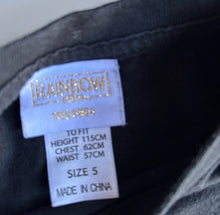 RAINBOW
TO FIT
HEIGHT 115CM
CHEST 62CM
WAIST 57CM
SIZE 5
MADE IN CHINA